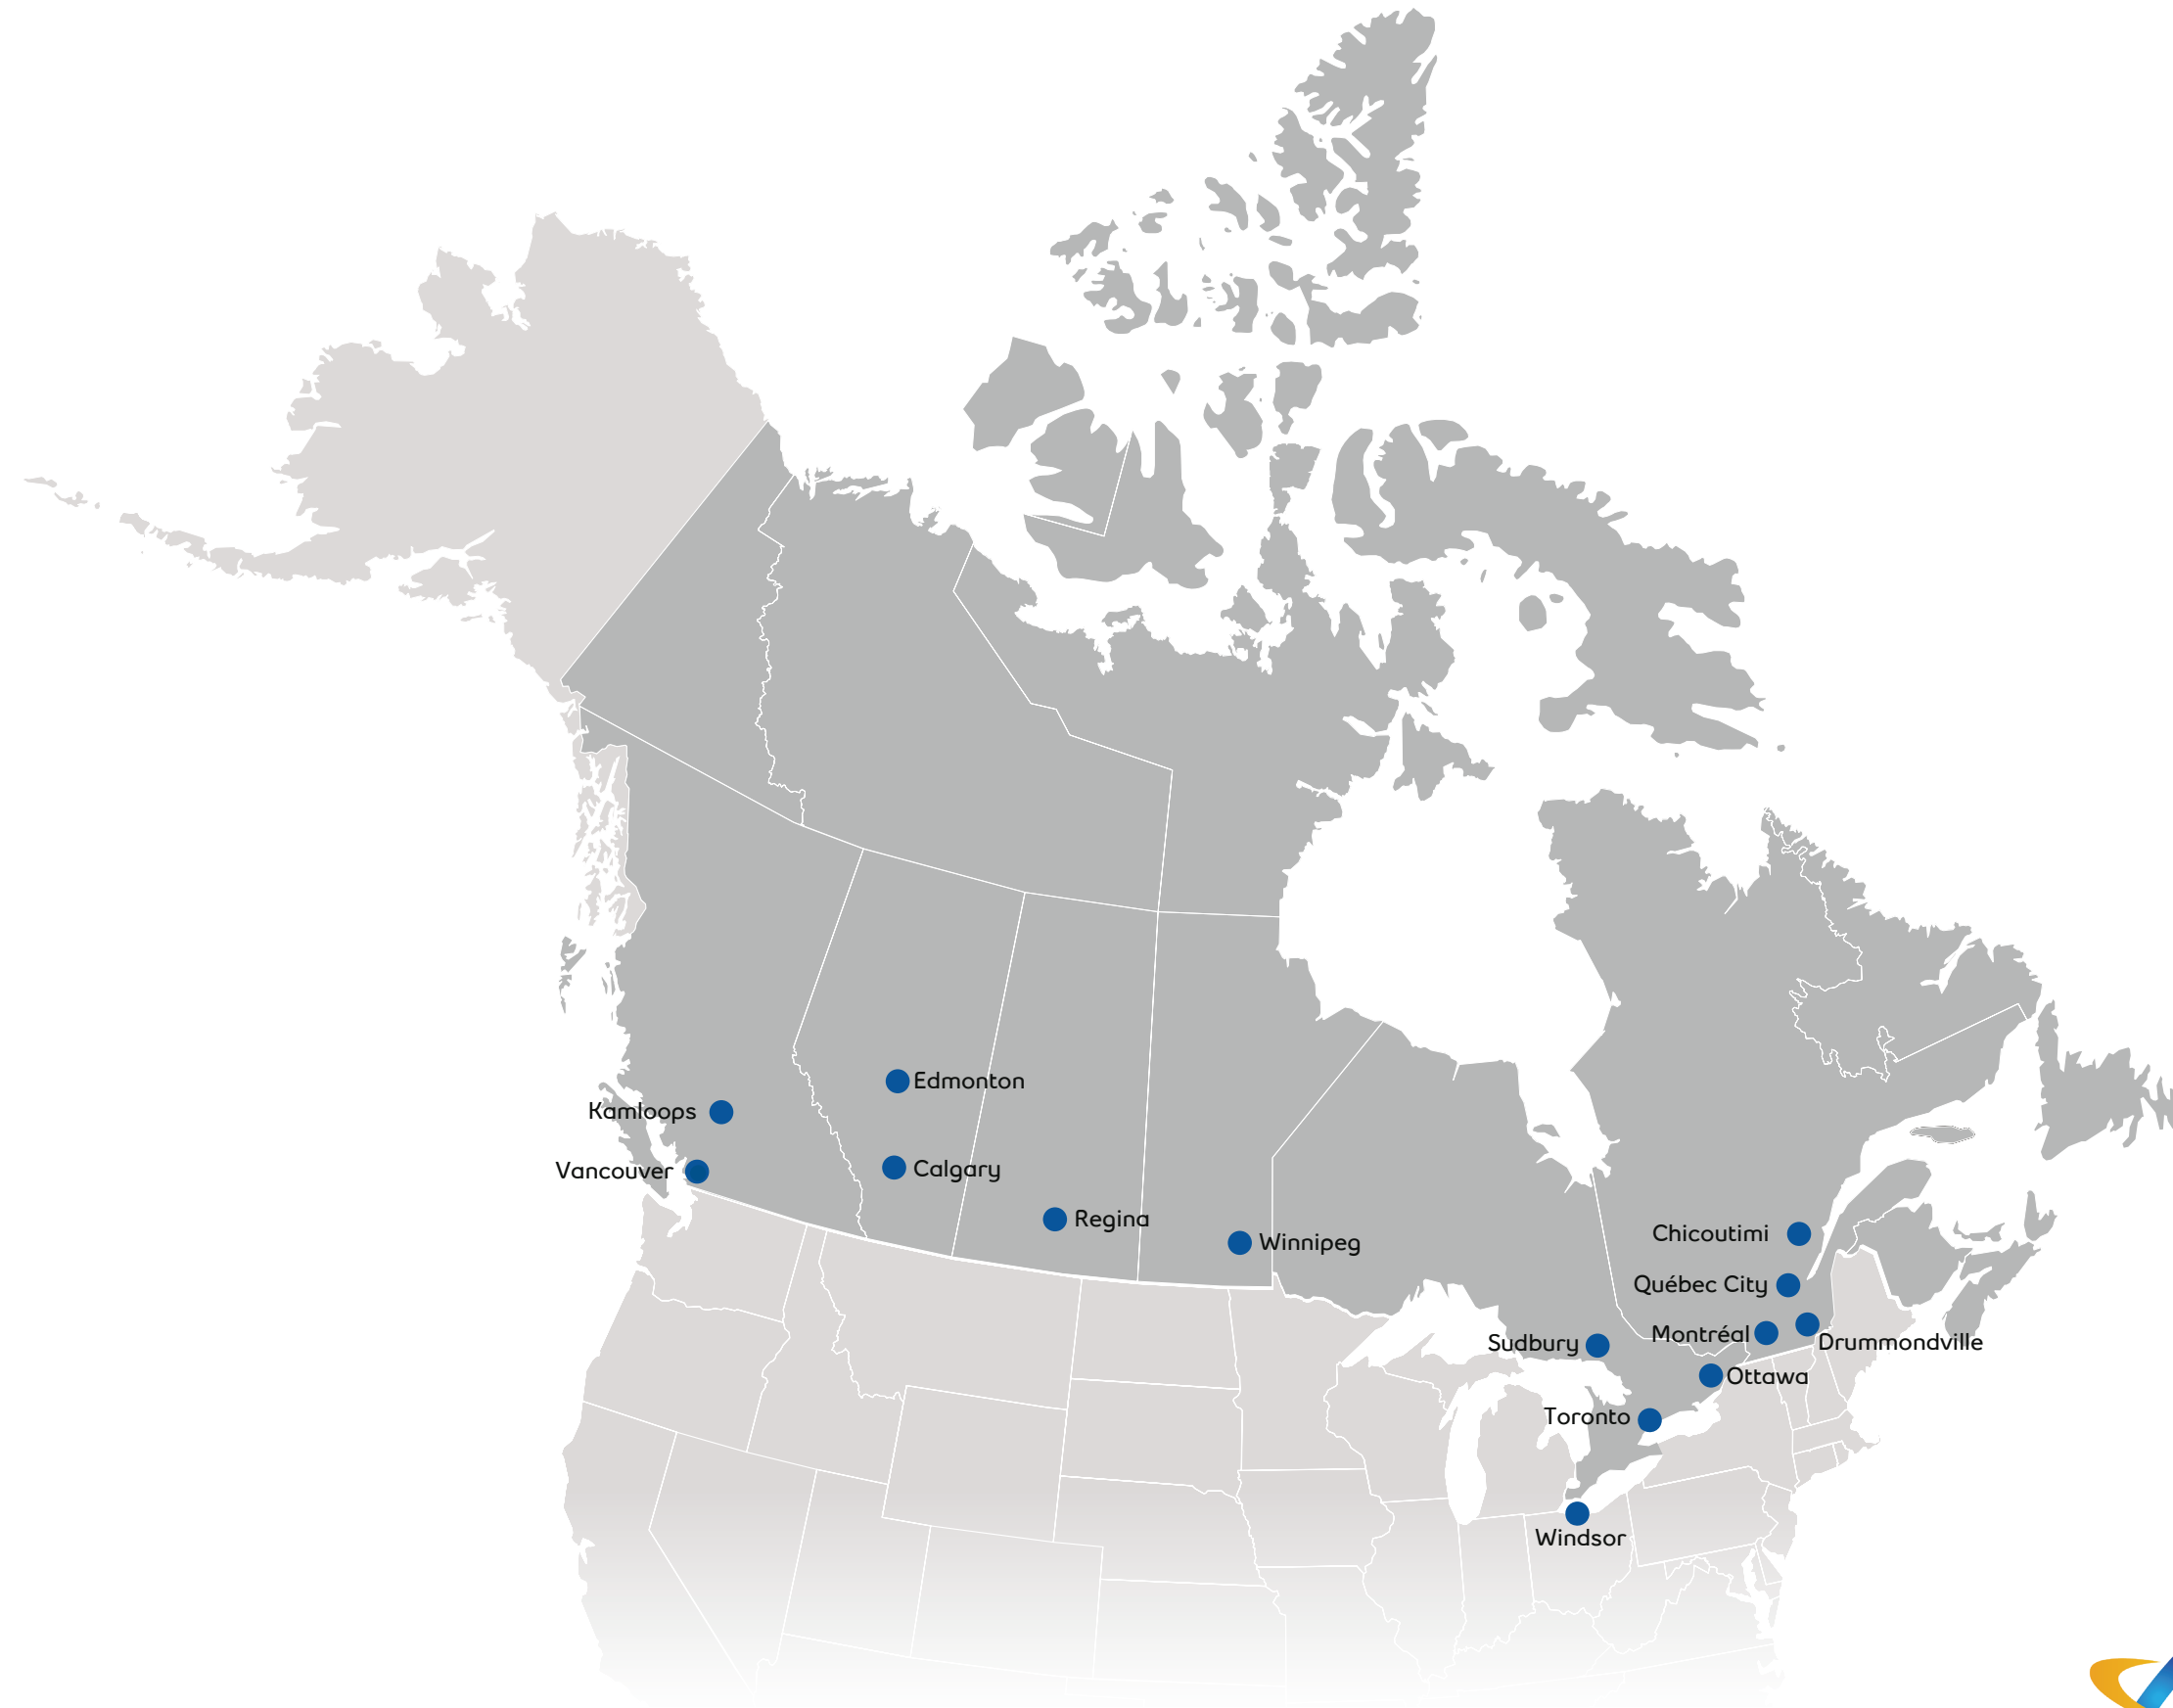 Edmonton
Kamloops
Vancouver
Calgary
Regina
Winnipeg
Chicoutimi
Québec City
Montréal
Drummondville
Sudbury
Ottawa
Toronto
Windsor